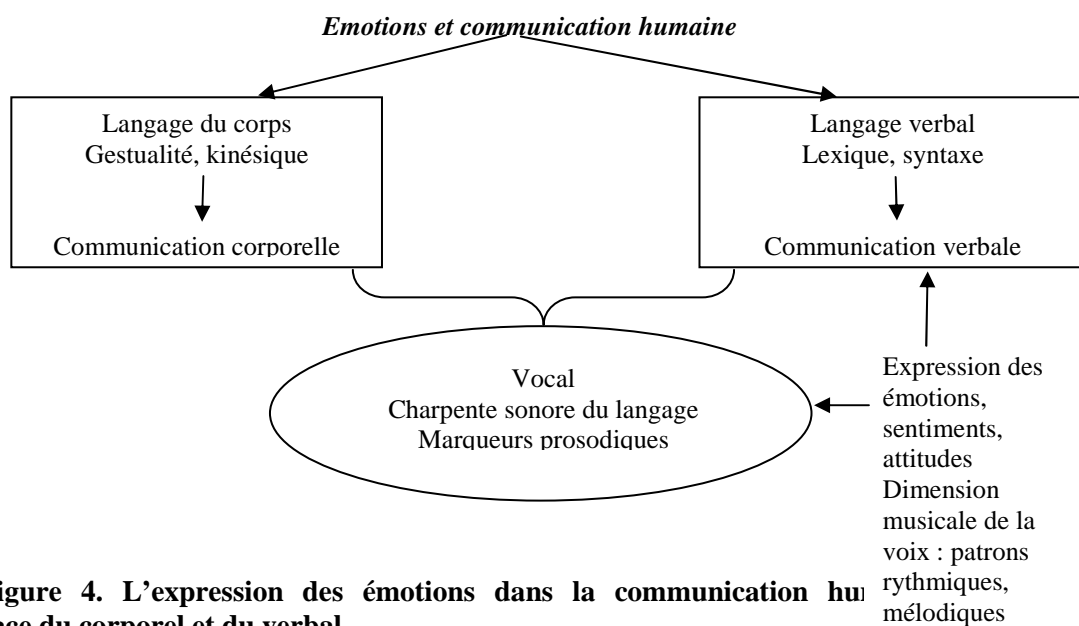 Emotions et communication humaine
Langage du corps
Gestualité, kinésique
Communication corporelle
Langage verbal
Lexique, syntaxe
Communication verbale
Vocal
Charpente sonore du langage
Marqueurs prosodiques
Expression des
émotions,
sentiments,
attitudes
Dimension
musicale de la
voix : patrons
rythmiques,
mélodiques
igure 4. L’expression des émotions dans la communication
du corporel et du verbal